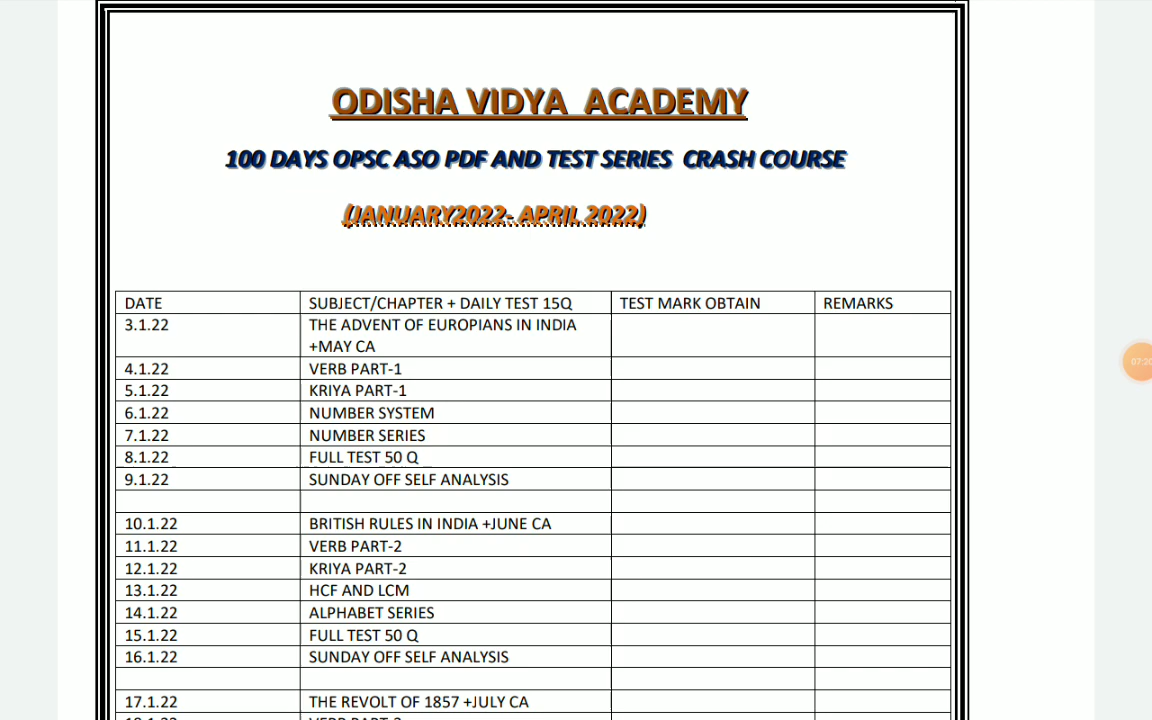 ODISHA VIDYA ACADEMY
100 DAYS OPSC ASO PDF AND TEST SERIES CRASH COURSE
(JANUARY2022- APRIL 2022)
DATE SUBJECT/CHAPTER + DAILY TEST 15Q TEST MARK OBTAIN REMARKS
3.1.22 THE ADVENT OF EUROPIANS IN INDIA
+MAY CA
4.1.22 VERB PART-1
5.1.22 KRIYA PART-1
6.1.22 NUMBER SYSTEM
7.1.22 NUMBER SERIES
8.1.22 FULL TEST 50 Q
9.1.22 SUNDAY OFF SELF ANALYSIS
10.1.22 BRITISH RULES IN INDIA +JUNE CA
11.1.22 VERB PART-2
12.1.22 KRIYA PART-2
13.1.22 HCF AND LCM
14.1.22 ALPHABET SERIES
15.1.22 FULL TEST 50 Q
16.1.22 SUNDAY OFF SELF ANALYSIS
17.1.22 THE REVOLT OF 1857 +JULY CA